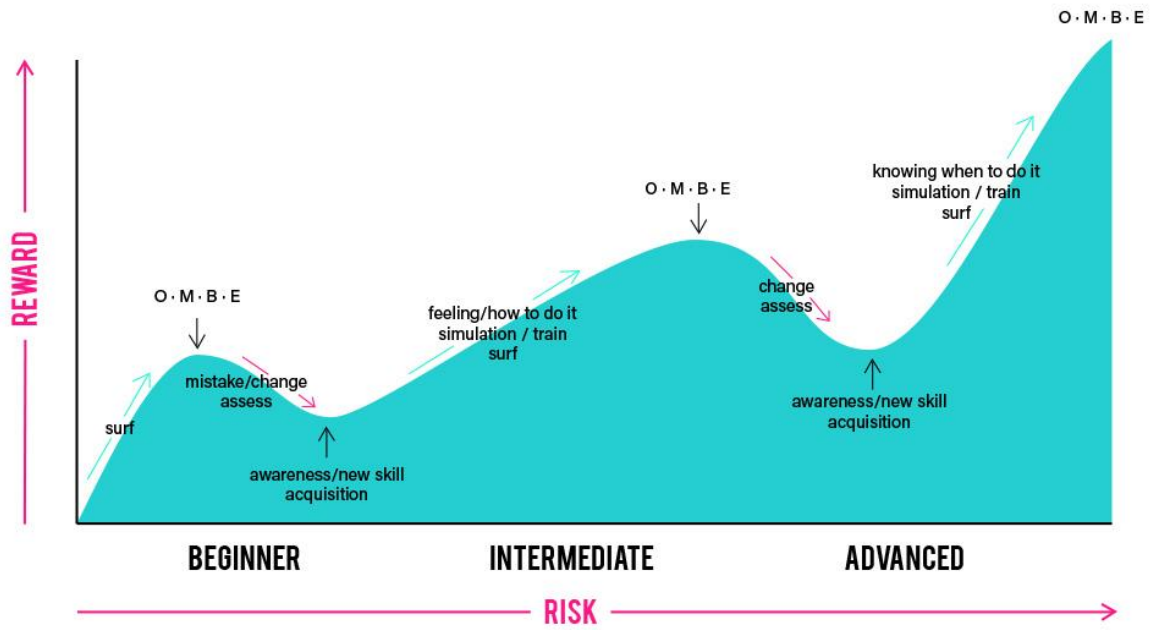 O·M·B·E
REWARD
O·M·B·E
knowing when to do it
simulation / train
surf
O·M·B·E
change
assess
feeling/how to do it
simulation / train
surf
mistake/change
assess
surf
awareness/new skill
acquisition
awareness/new skill
acquisition
BEGINNER
INTERMEDIATE
ADVANCED
RISK